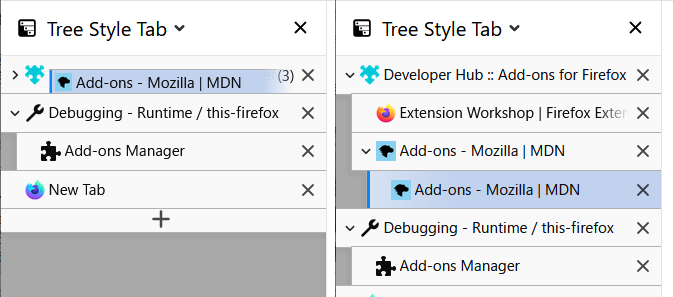 Tree Style Tab
Add-ons - Mozilla | MDN
(3)
Debugging - Runtime / this-firefox
Add-ons Manager
New Tab
Tree Style Tab
Developer Hub :: Add-ons for Firefox
Extension Workshop | Firefox Exten
Add-ons - Mozilla | MDN
Add-ons - Mozilla | MDN
Debugging - Runtime / this-firefox
Add-ons Manager